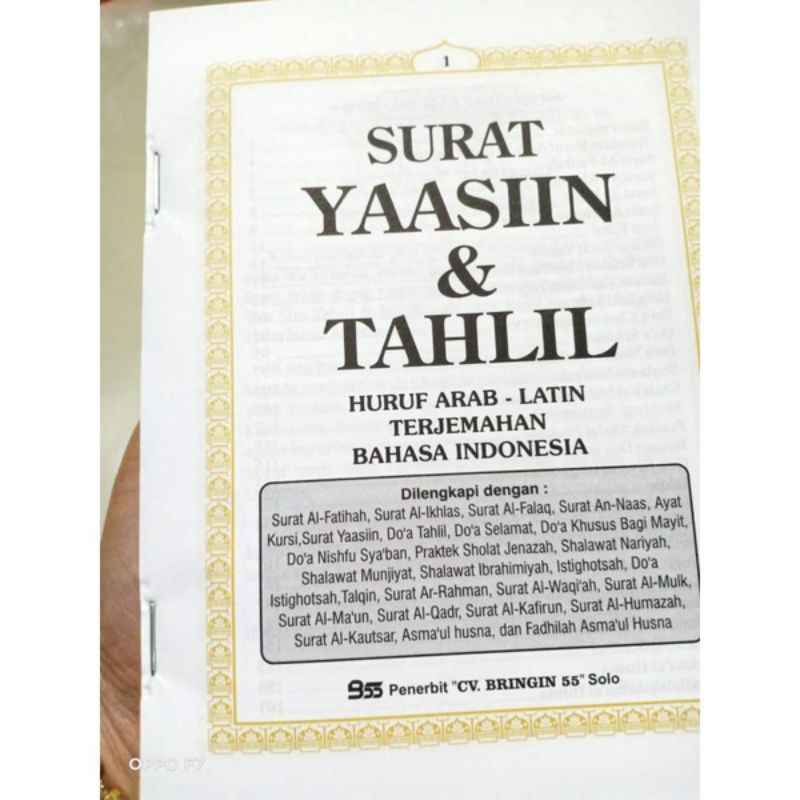 1
SURAT
YAASIIN
&
TAHLIL
HURUF ARAB - LATIN
TERJEMAHAN
BAHASA INDONESIA
Dilengkapi dengan :
Surat Al-Fatihah, Surat Al-Ikhlas, Surat Al-Falaq, Surat An-Naas, Ayat
Kursi,Surat Yaasiin, Do'a Tahlil, Do'a Selamat, Do'a Khusus Bagi Mayit,
Do'a Nishfu Sya'ban, Praktek Sholat Jenazah, Shalawat Nariyah,
Shalawat Munjiyat, Shalawat Ibrahimiyah, Istighotsah, Do'a
Istighotsah,Talqin, Surat Ar-Rahman, Surat Al-Waqi'ah, Surat Al-Mulk,
Surat Al-Ma'un, Surat Al-Qadr, Surat Al-Kafirun, Surat Al-Humazah,
Surat Al-Kautsar, Asma'ul husna, dan Fadhilah Asma'ul Husna
B55 Penerbit "CV. BRINGIN 55" Solo
OPPO F7